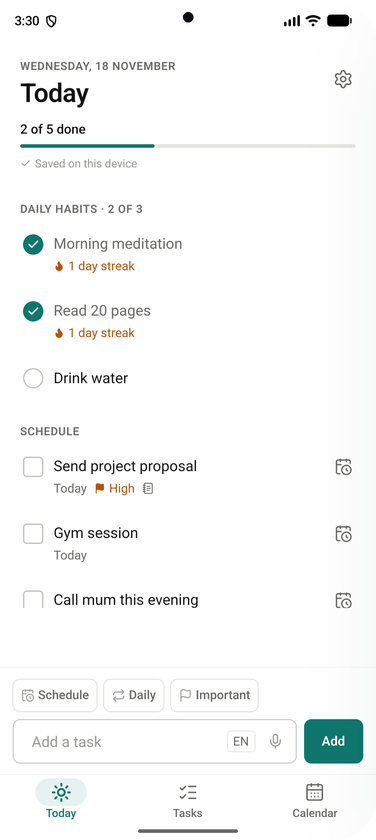 3:30
WEDNESDAY, 18 NOVEMBER
Today
2 of 5 done
Saved on this device
DAILY HABITS · 2 OF 3
Morning meditation
1 day streak
Read 20 pages
1 day streak
Drink water
SCHEDULE
Send project proposal
Today High
Gym session
Today
Call mum this evening
Schedule Daily Important
Add a task EN Add
Today Tasks Calendar